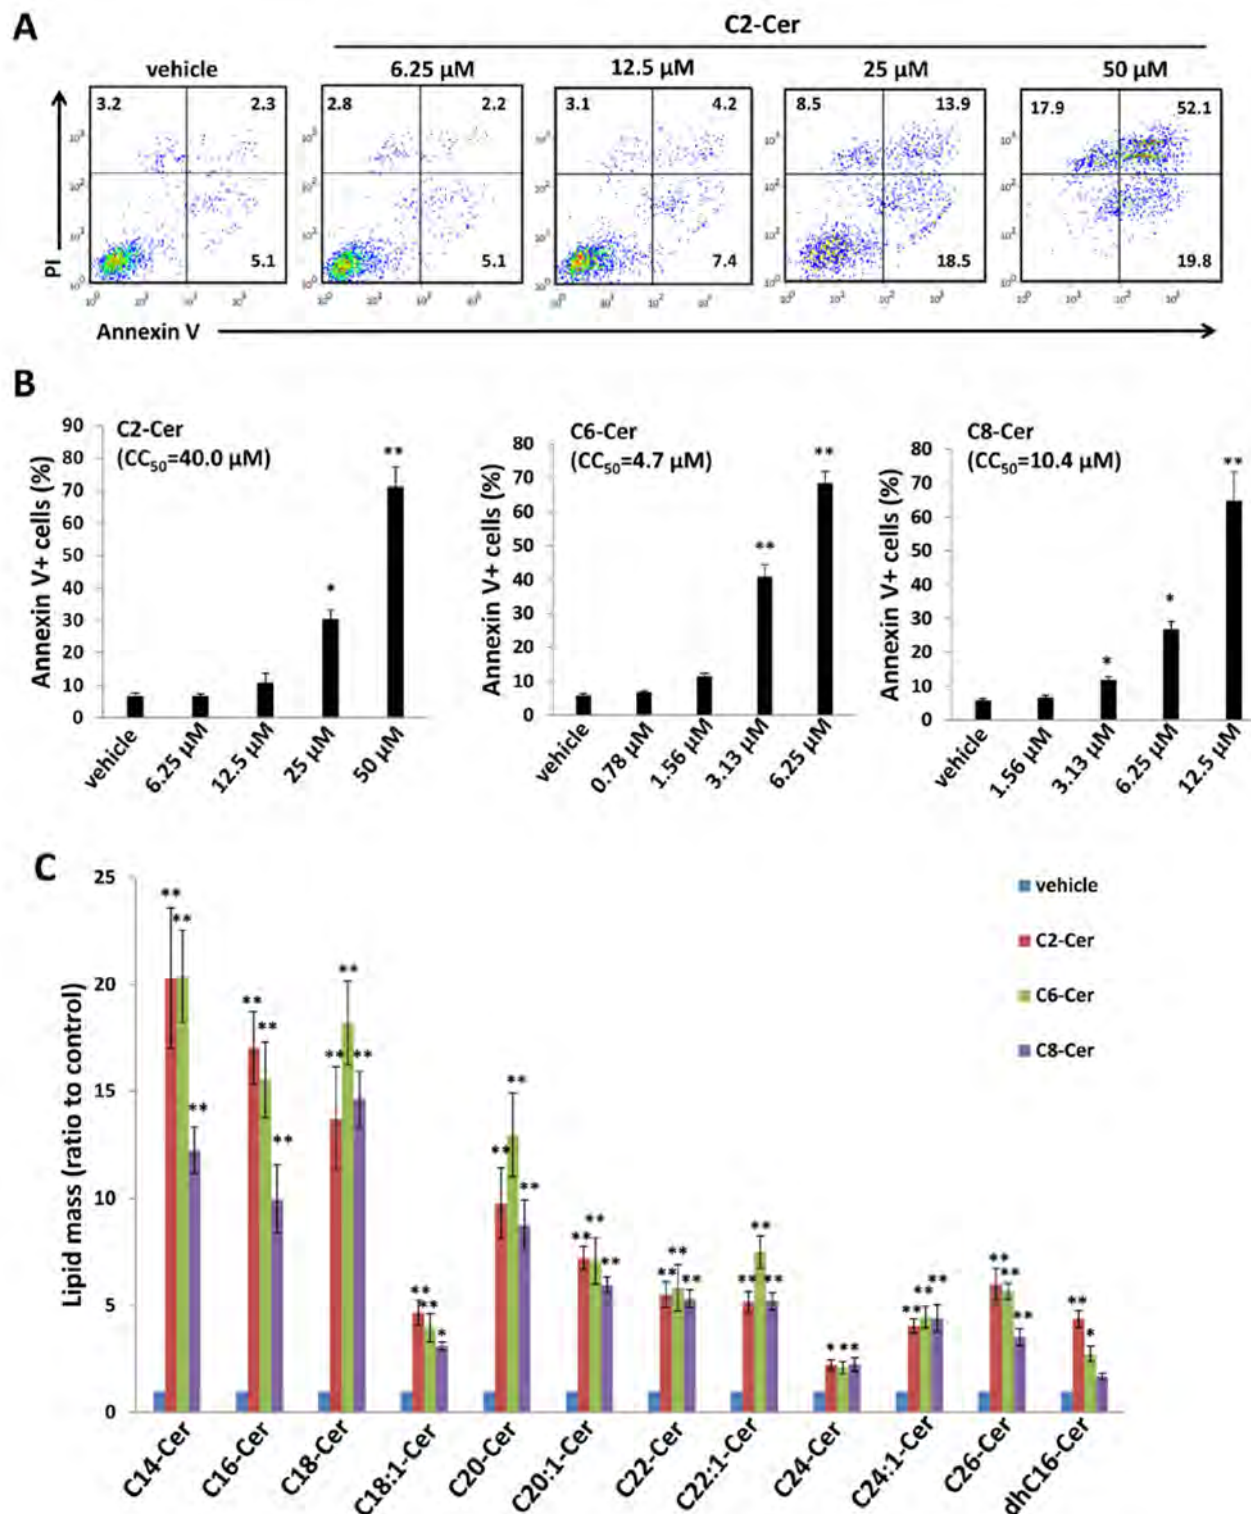 A
C2-Cer
vehicle
6.25 µM
12.5 µM
25 µM
50 µM
3.2
2.3
2.8
2.2
3.1
4.2
8.5
13.9
17.9
52.1
5.1
5.1
7.4
18.5
19.8
PI
Annexin V
B
C2-Cer
(CC50=40.0 µM)
Annexin V+ cells (%)
90
80
70
60
50
40
30
20
10
0
*
**
vehicle
6.25 µM
12.5 µM
25 µM
50 µM
C6-Cer
(CC50=4.7 µM)
Annexin V+ cells (%)
80
70
60
50
40
30
20
10
0
**
**
vehicle
0.78 µM
1.56 µM
3.13 µM
6.25 µM
C8-Cer
(CC50=10.4 µM)
Annexin V+ cells (%)
80
70
60
50
40
30
20
10
0
*
*
**
vehicle
1.56 µM
3.13 µM
6.25 µM
12.5 µM
C
Lipid mass (ratio to control)
25
20
15
10
5
0
vehicle
C2-Cer
C6-Cer
C8-Cer
C14-Cer
C16-Cer
C18-Cer
C18:1-Cer
C20-Cer
C20:1-Cer
C22-Cer
C22:1-Cer
C24-Cer
C24:1-Cer
C26-Cer
dhC16-Cer